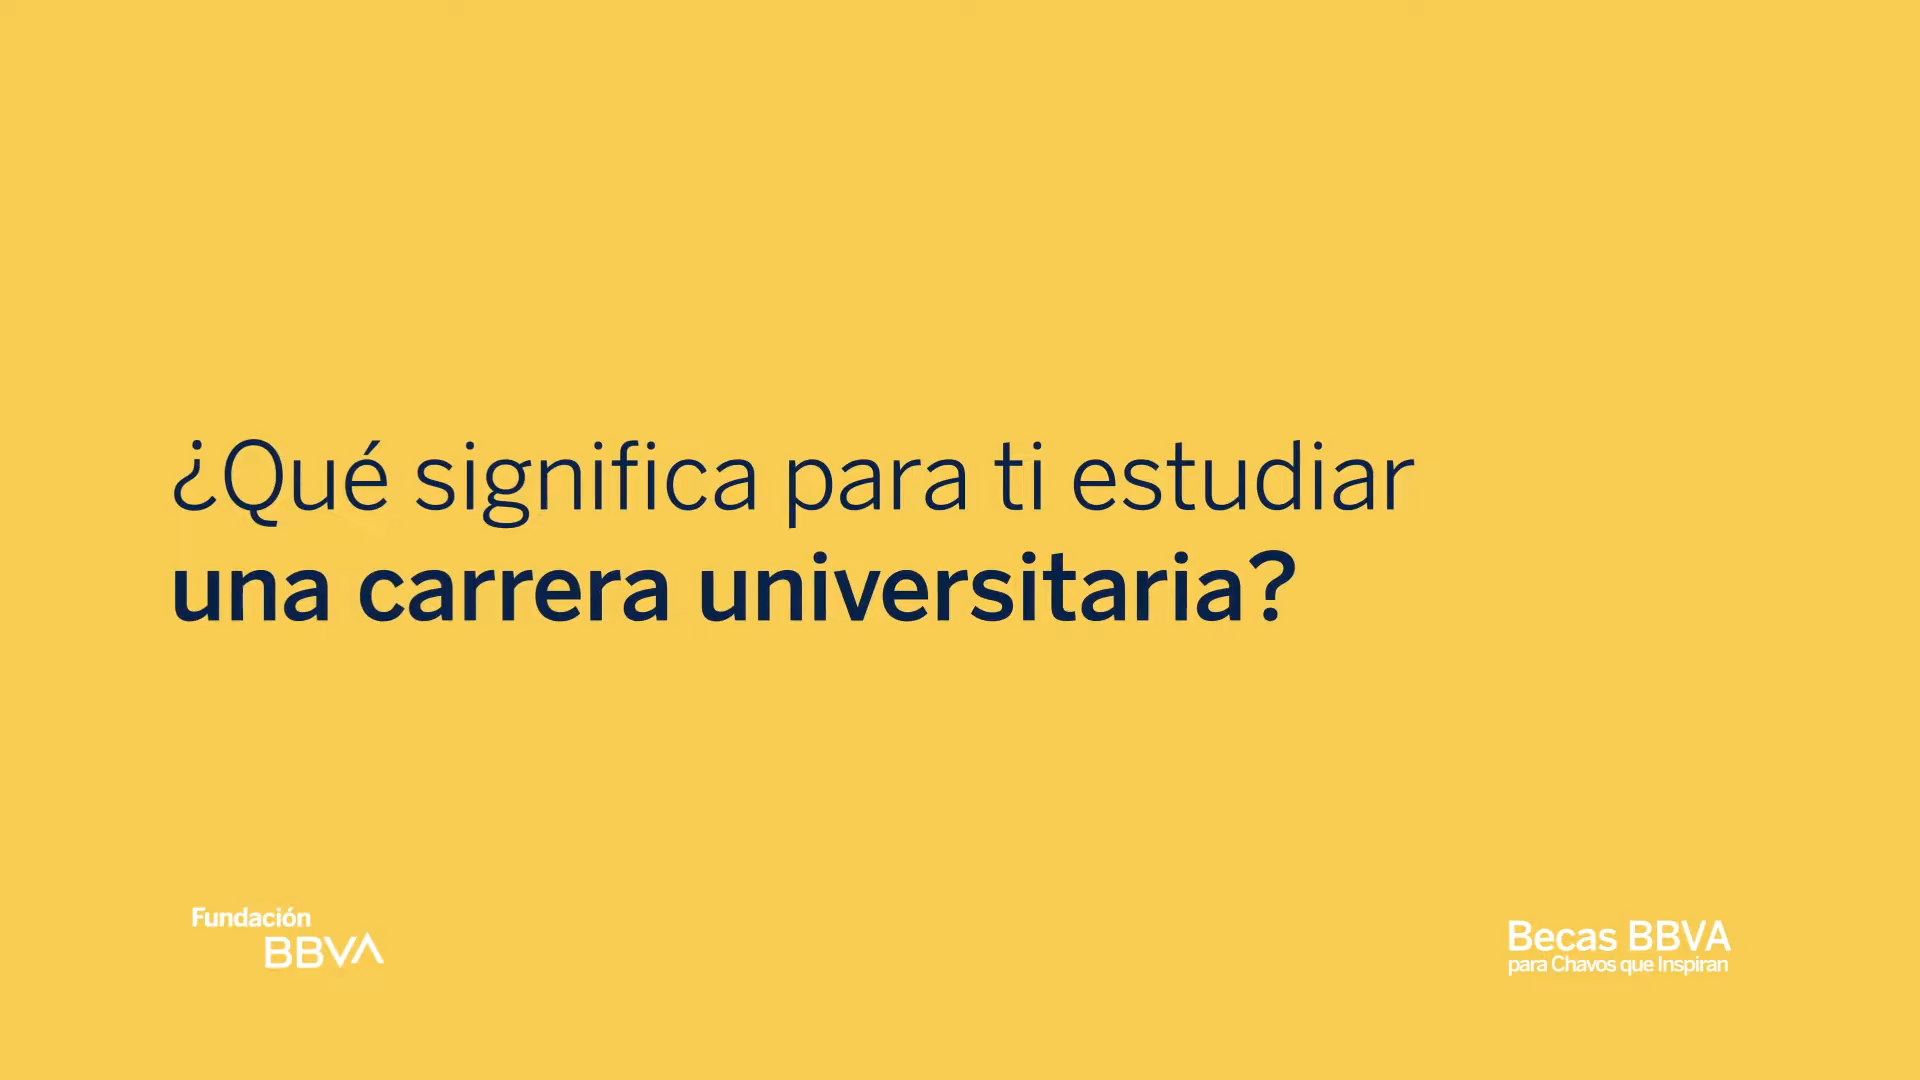 ¿Qué significa para ti estudiar
una carrera universitaria?
Fundación
BBVA
Becas BBVA
para Chavos que Inspiran